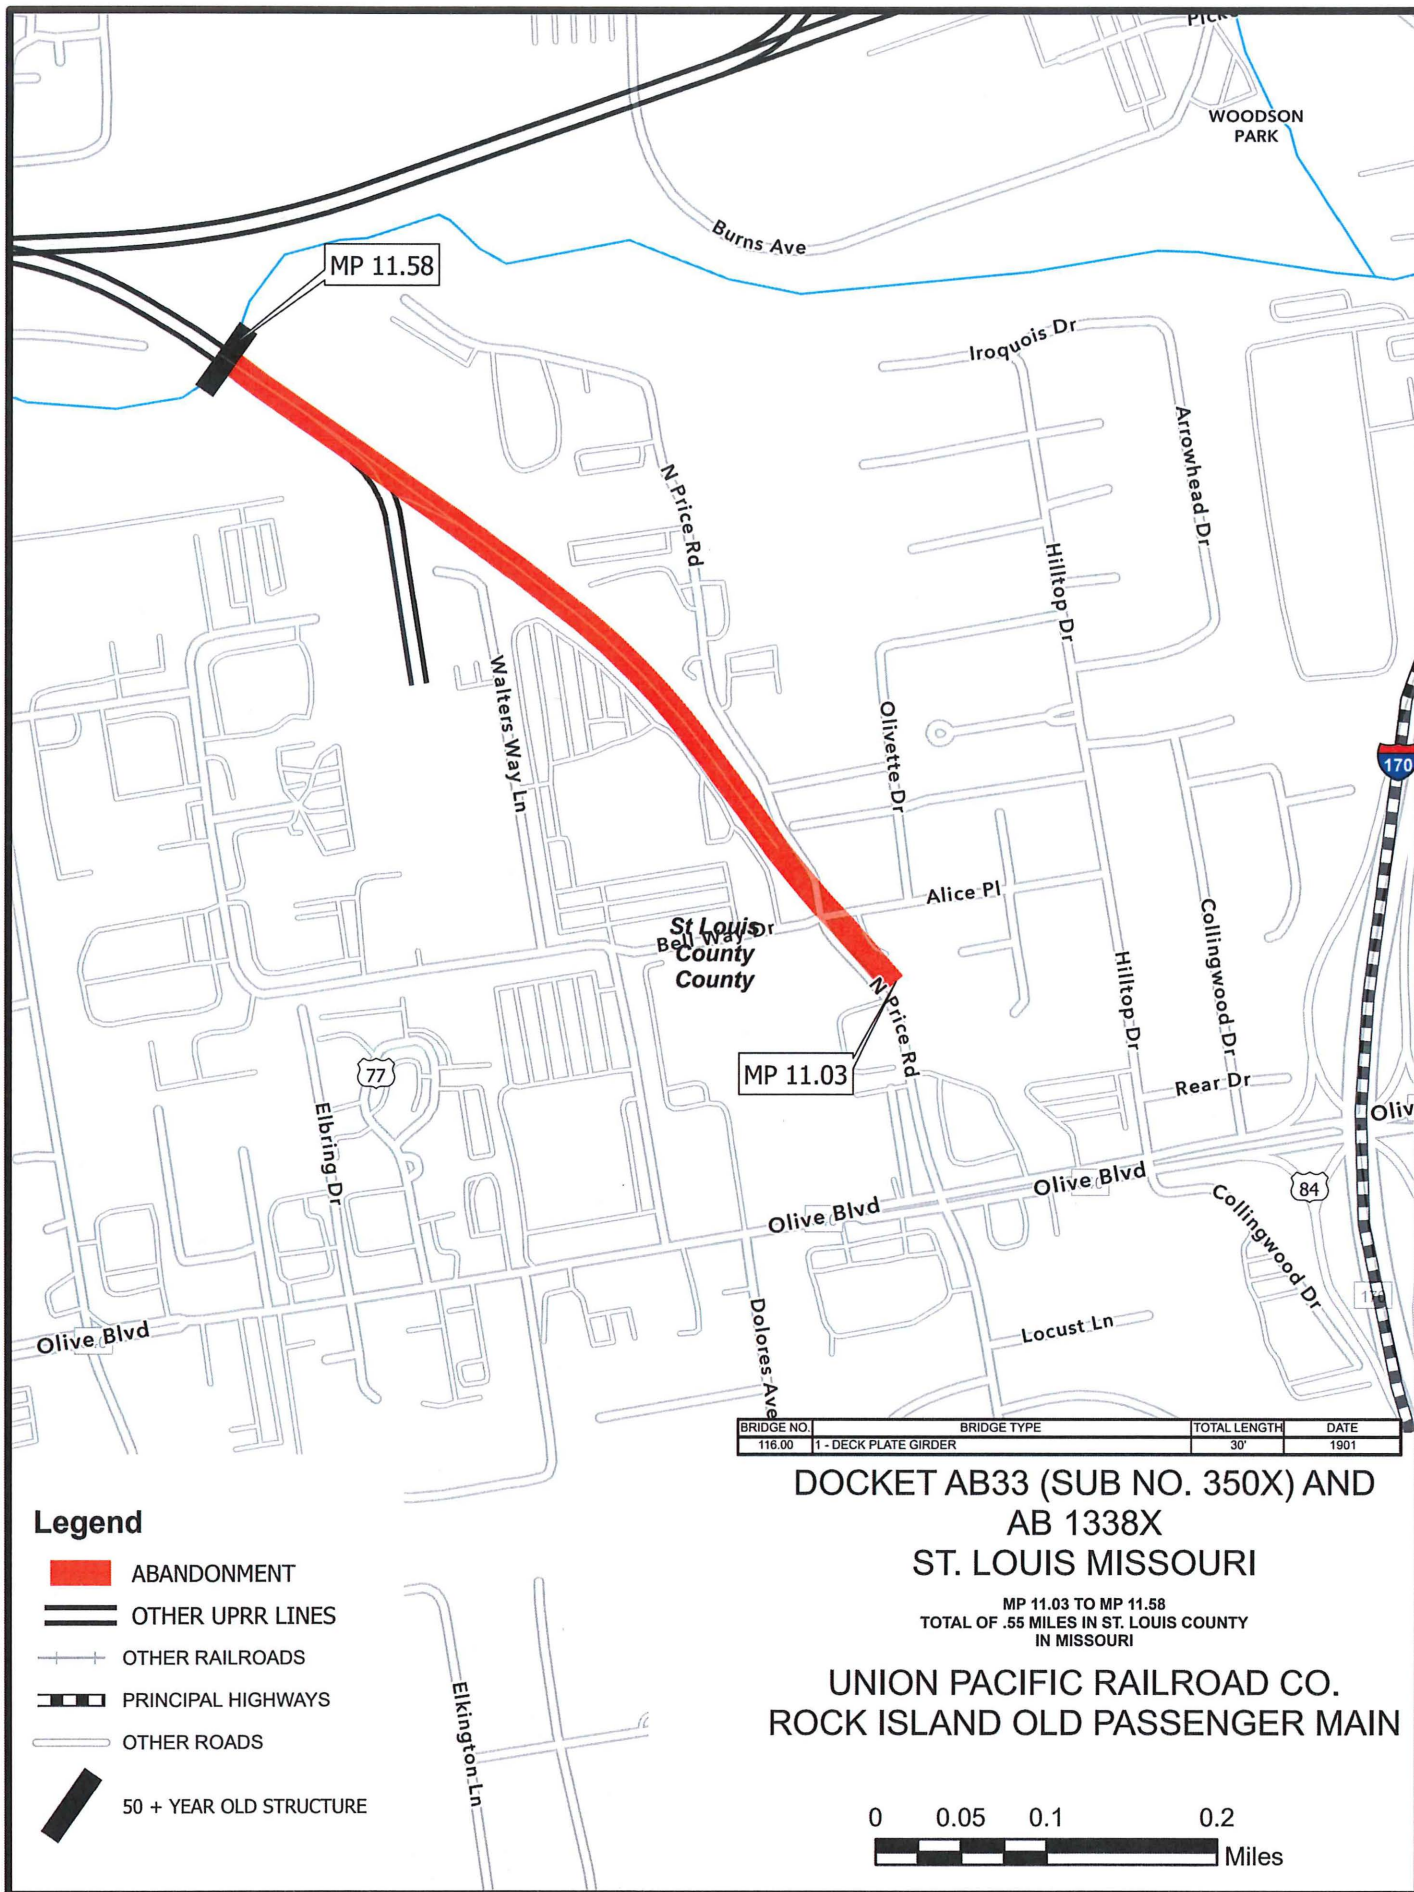 WOODSON
PARK
Burns Ave
MP 11.58
Iroquois Dr
Arrowhead Dr
N Price Rd
Hilltop Dr
Walters Way Ln
Olivette Dr
170
Alice Pl
St Louis
County
County
Bell Way Dr
Collingwood Dr
Hilltop Dr
N Price Rd
MP 11.03
77
Rear Dr
Elbring Dr
Oliv
Olive Blvd
84
Olive Blvd
Collingwood Dr
170
Olive Blvd
Dolores Ave
Locust Ln
BRIDGE NO. BRIDGE TYPE TOTAL LENGTH DATE
116.00 1 - DECK PLATE GIRDER 30' 1901
DOCKET AB33 (SUB NO. 350X) AND
AB 1338X
ST. LOUIS MISSOURI
MP 11.03 TO MP 11.58
TOTAL OF .55 MILES IN ST. LOUIS COUNTY
IN MISSOURI
UNION PACIFIC RAILROAD CO.
ROCK ISLAND OLD PASSENGER MAIN
Legend
ABANDONMENT
OTHER UPRR LINES
OTHER RAILROADS
PRINCIPAL HIGHWAYS
OTHER ROADS
50 + YEAR OLD STRUCTURE
Elkington Ln
0 0.05 0.1 0.2
Miles